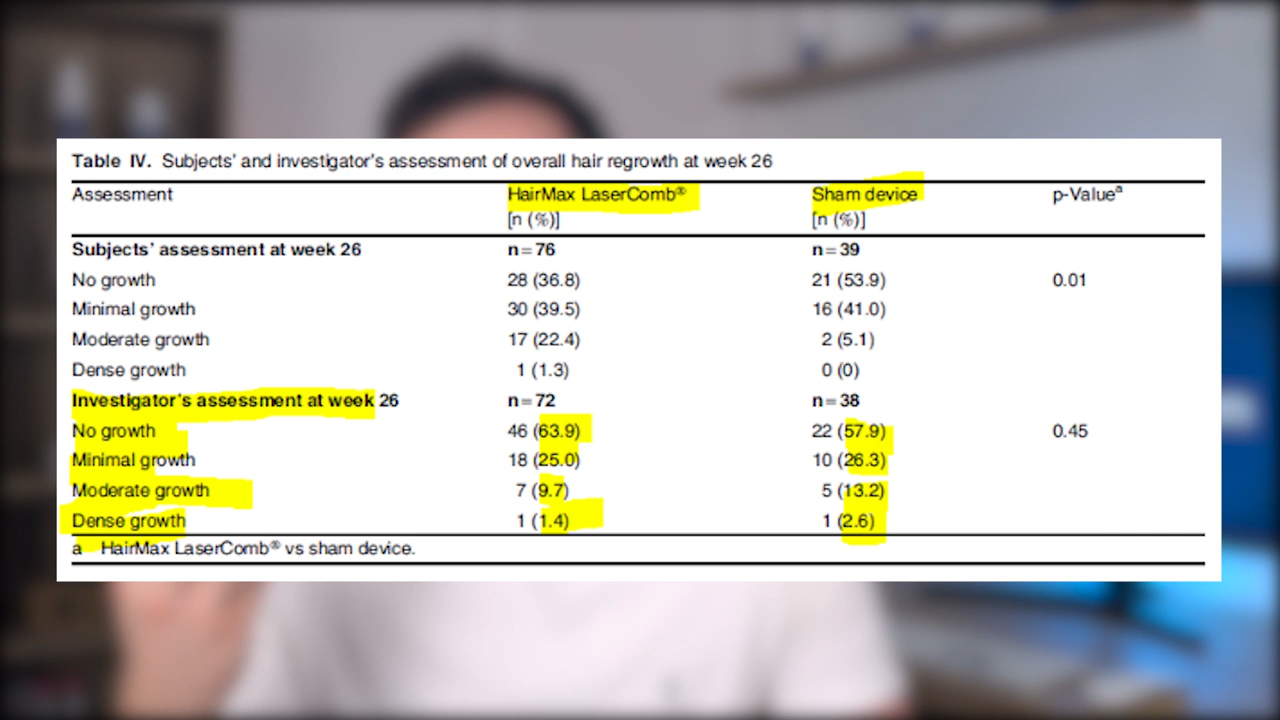 Table IV. Subjects' and investigator's assessment of overall hair regrowth at week 26
Assessment HairMax LaserComb® Sham device p-Valueᵃ
[n (%)] [n (%)]
Subjects' assessment at week 26 n=76 n=39
No growth 28 (36.8) 21 (53.9) 0.01
Minimal growth 30 (39.5) 16 (41.0)
Moderate growth 17 (22.4) 2 (5.1)
Dense growth 1 (1.3) 0 (0)
Investigator's assessment at week 26 n=72 n=38
No growth 46 (63.9) 22 (57.9) 0.45
Minimal growth 18 (25.0) 10 (26.3)
Moderate growth 7 (9.7) 5 (13.2)
Dense growth 1 (1.4) 1 (2.6)
a HairMax LaserComb® vs sham device.